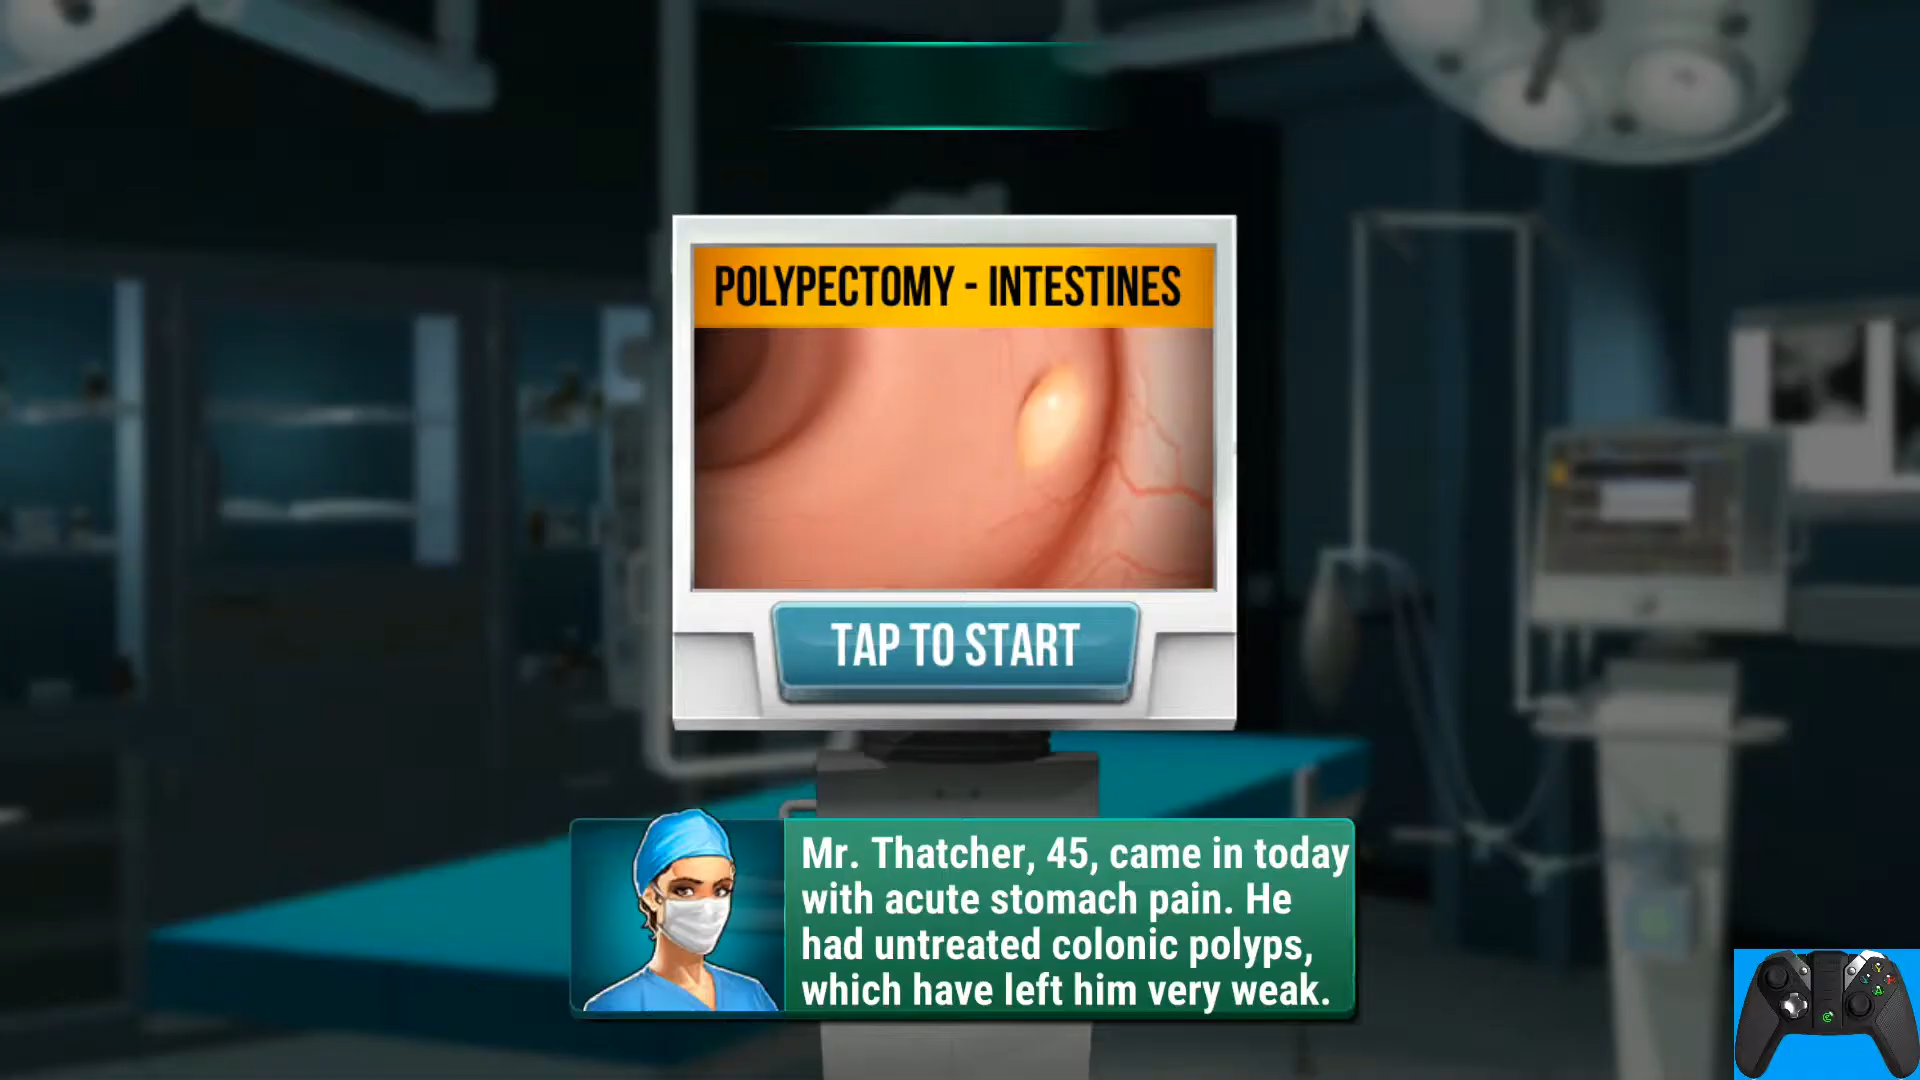 POLYPECTOMY - INTESTINES
TAP TO START
Mr. Thatcher, 45, came in today
with acute stomach pain. He
had untreated colonic polyps,
which have left him very weak.